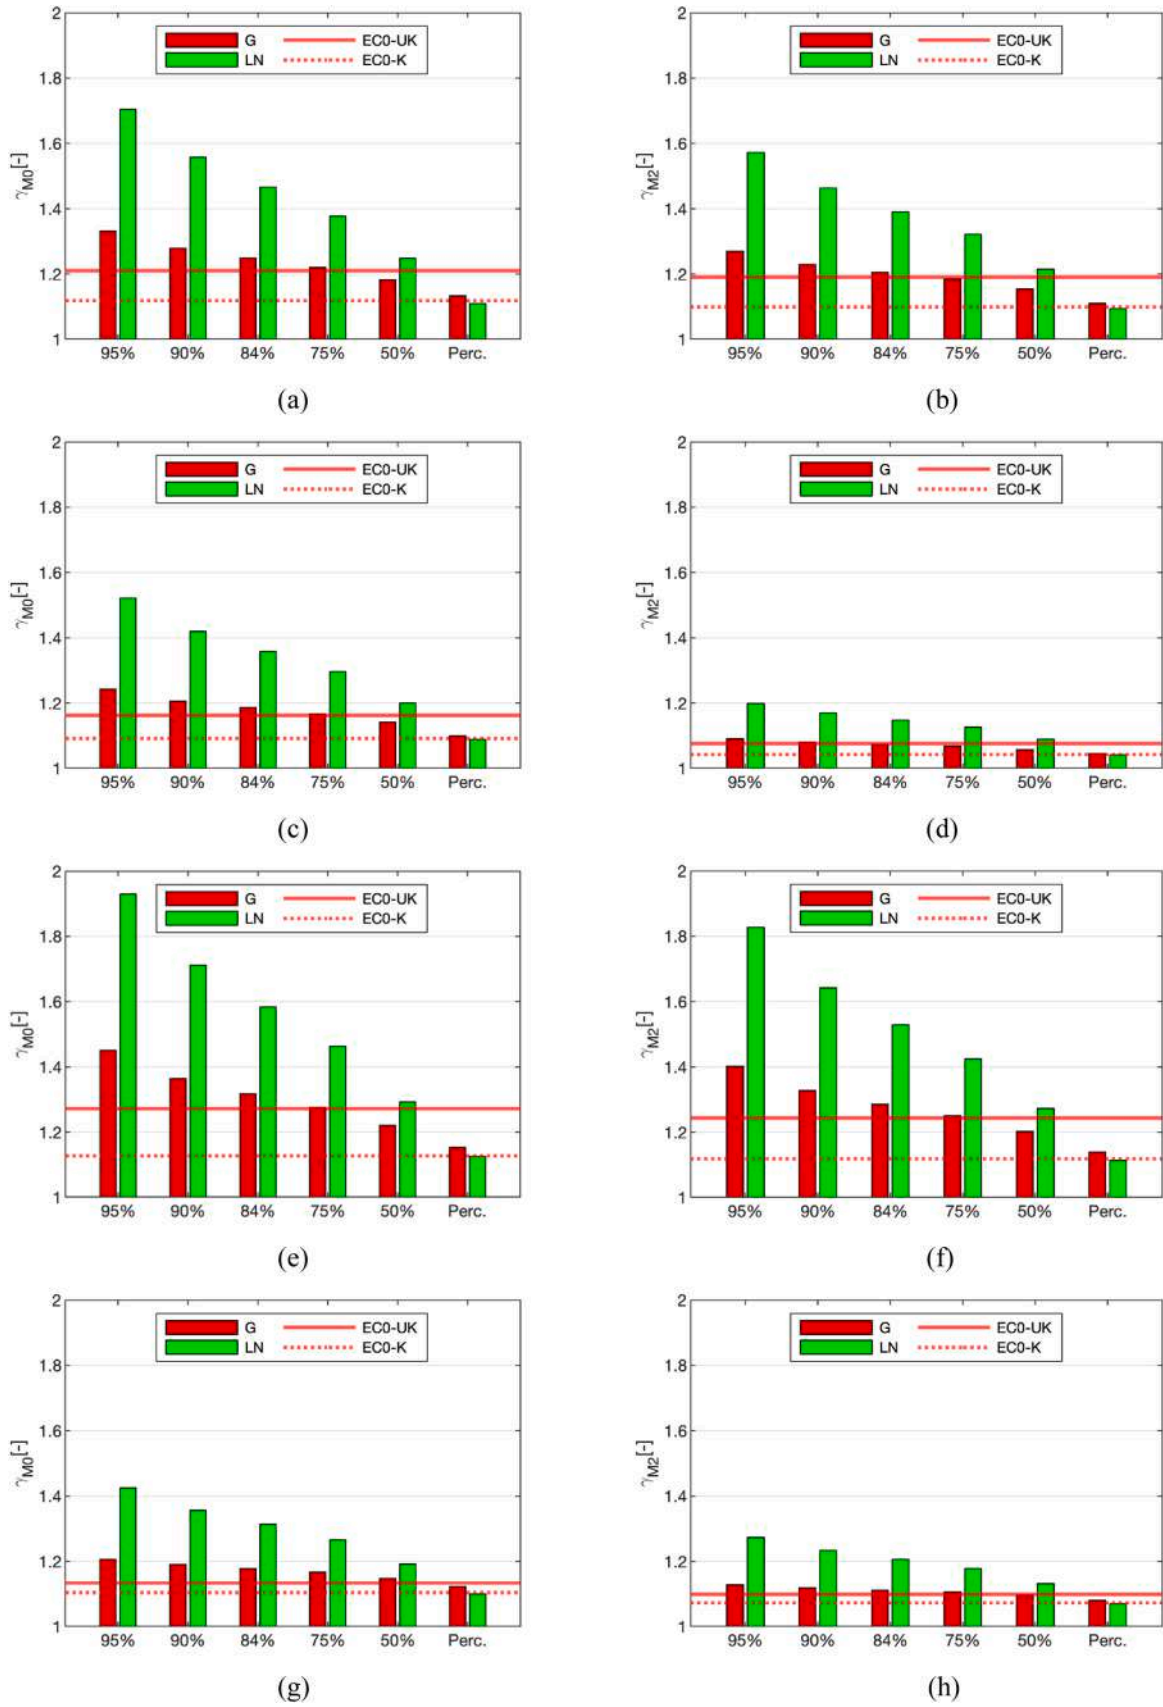 2
1.8
1.6
1.4
1.2
1
γM0[-]
G
LN
EC0-UK
EC0-K
95% 90% 84% 75% 50% Perc.
(a)
2
1.8
1.6
1.4
1.2
1
γM2[-]
G
LN
EC0-UK
EC0-K
95% 90% 84% 75% 50% Perc.
(b)
2
1.8
1.6
1.4
1.2
1
γM0[-]
G
LN
EC0-UK
EC0-K
95% 90% 84% 75% 50% Perc.
(c)
2
1.8
1.6
1.4
1.2
1
γM2[-]
G
LN
EC0-UK
EC0-K
95% 90% 84% 75% 50% Perc.
(d)
2
1.8
1.6
1.4
1.2
1
γM0[-]
G
LN
EC0-UK
EC0-K
95% 90% 84% 75% 50% Perc.
(e)
2
1.8
1.6
1.4
1.2
1
γM2[-]
G
LN
EC0-UK
EC0-K
95% 90% 84% 75% 50% Perc.
(f)
2
1.8
1.6
1.4
1.2
1
γM0[-]
G
LN
EC0-UK
EC0-K
95% 90% 84% 75% 50% Perc.
(g)
2
1.8
1.6
1.4
1.2
1
γM2[-]
G
LN
EC0-UK
EC0-K
95% 90% 84% 75% 50% Perc.
(h)